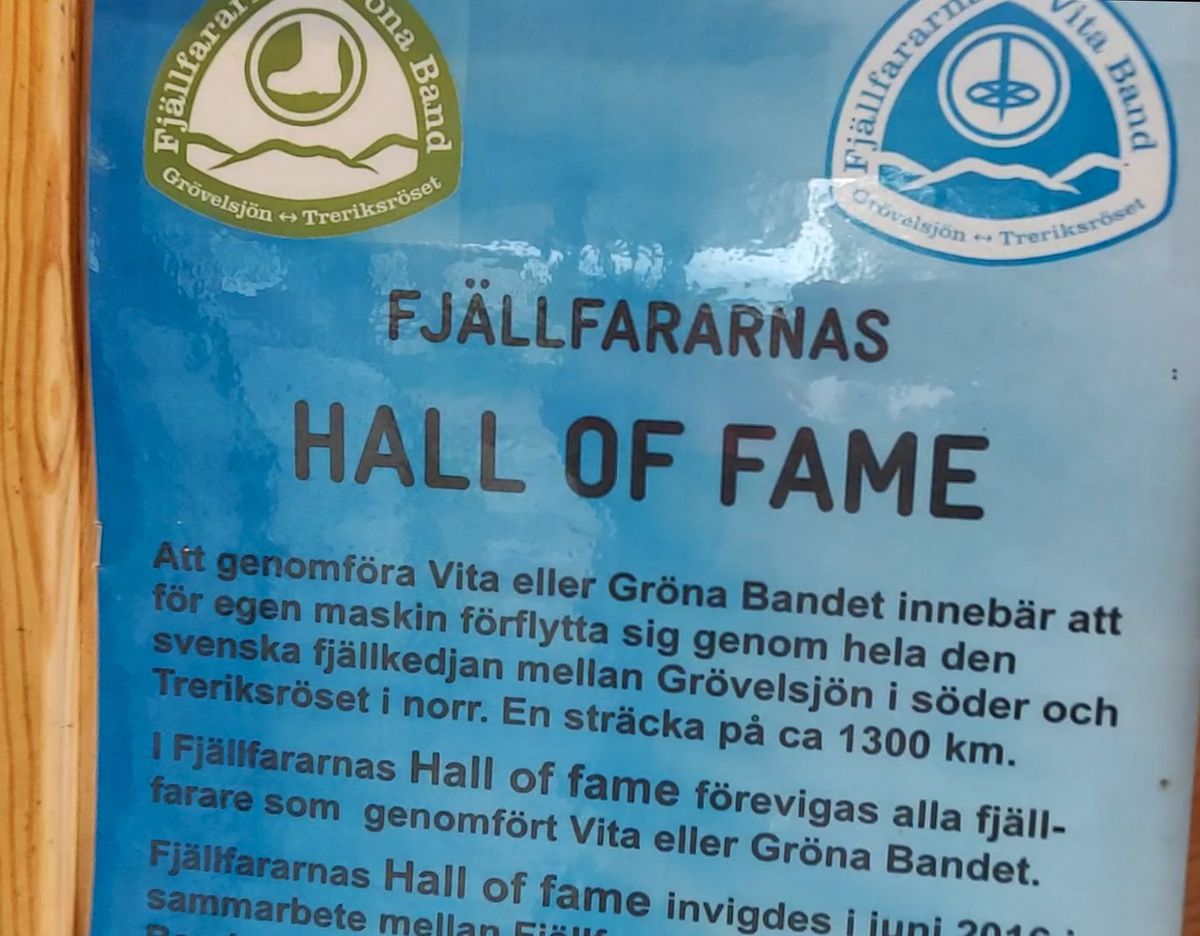 Fjällfararnas Gröna Band
Grövelsjön ↔ Treriksröset
Fjällfararnas Vita Band
Grövelsjön ↔ Treriksröset
FJÄLLFARARNAS
HALL OF FAME
Att genomföra Vita eller Gröna Bandet innebär att
för egen maskin förflytta sig genom hela den
svenska fjällkedjan mellan Grövelsjön i söder och
Treriksröset i norr. En sträcka på ca 1300 km.
I Fjällfararnas Hall of fame förevigas alla fjäll-
farare som genomfört Vita eller Gröna Bandet.
Fjällfararnas Hall of fame invigdes i juni
sammarbete mellan